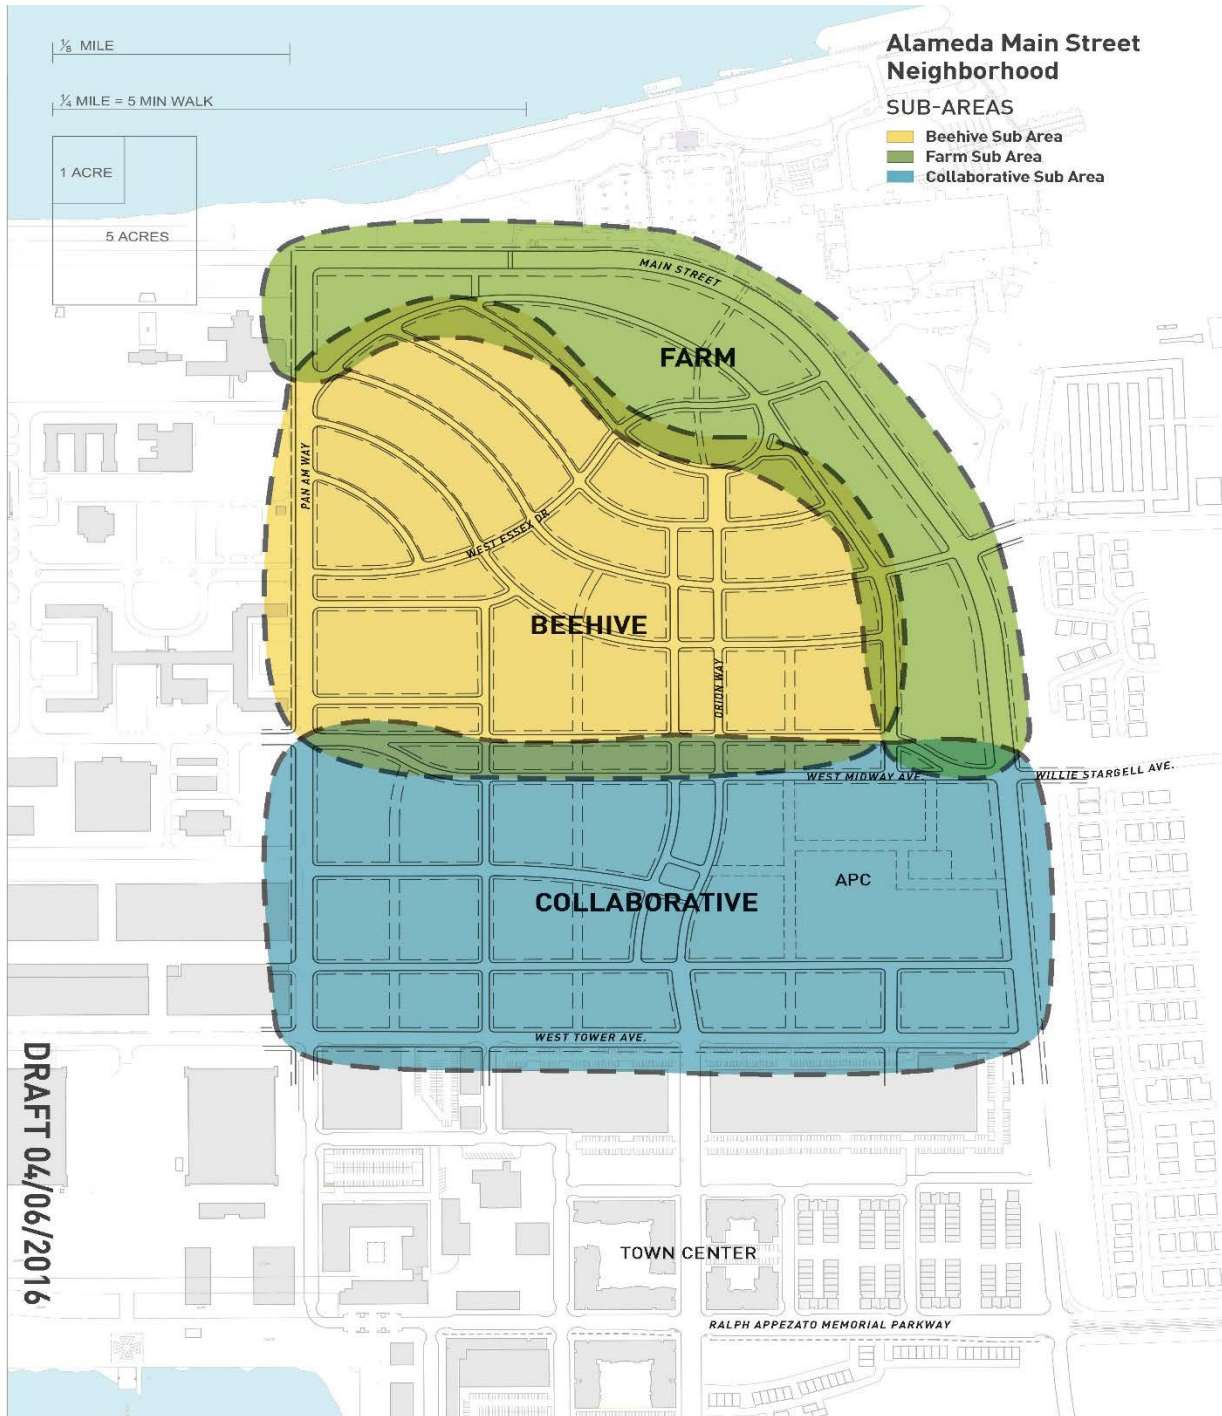 Alameda Main Street
Neighborhood
SUB-AREAS
Beehive Sub Area
Farm Sub Area
Collaborative Sub Area
⅛ MILE
¼ MILE = 5 MIN WALK
1 ACRE
5 ACRES
MAIN STREET
FARM
PAN AM WAY
WEST ESSEX DR
BEEHIVE
ORION WAY
WEST MIDWAY AVE.
WILLIE STARGELL AVE.
APC
COLLABORATIVE
WEST TOWER AVE.
DRAFT 04/06/2016
TOWN CENTER
RALPH APPEZATO MEMORIAL PARKWAY